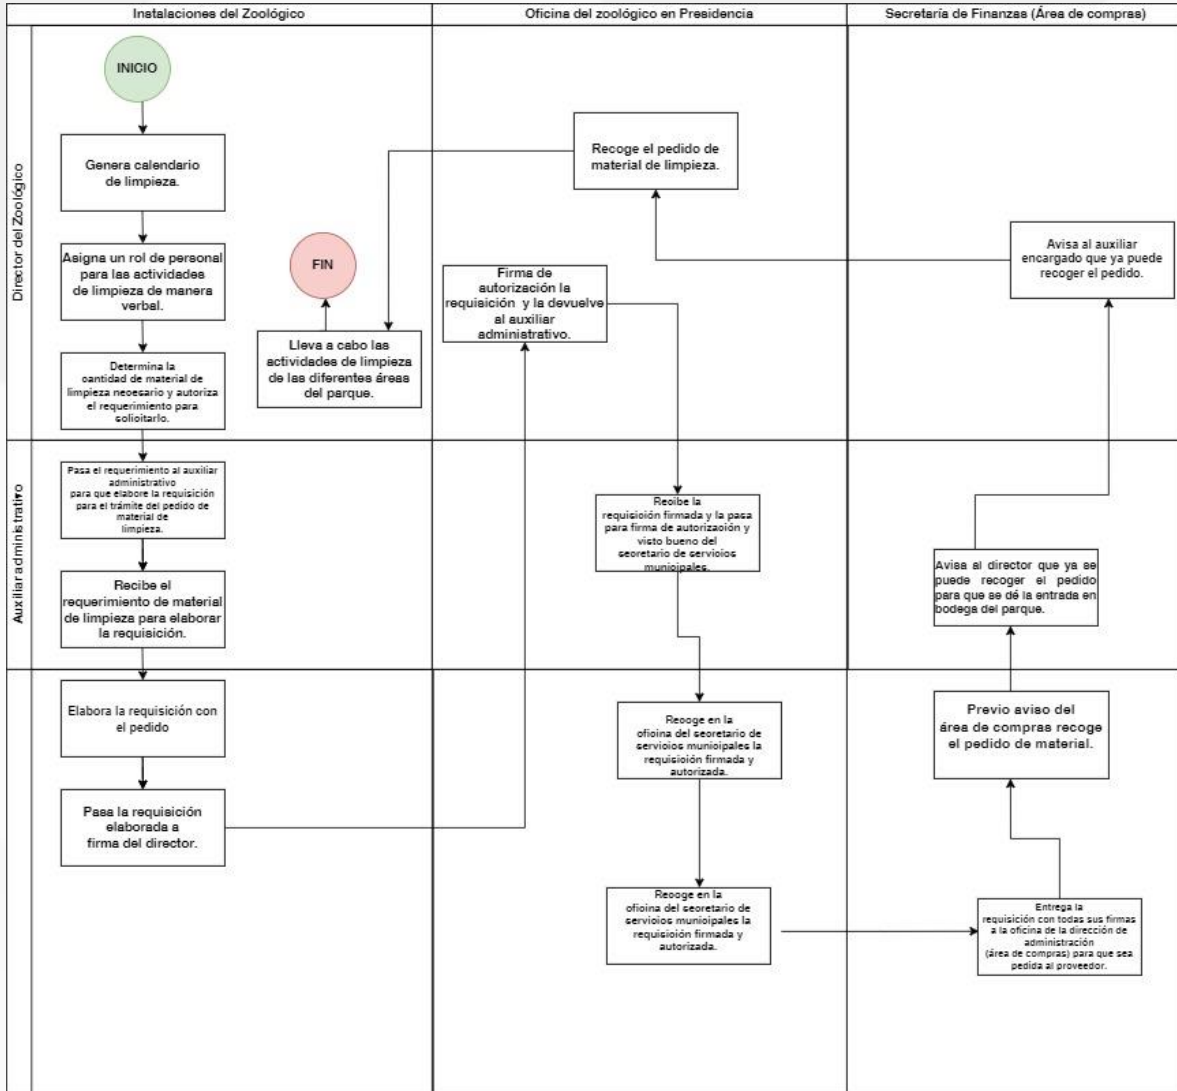 Instalaciones del Zoológico
Oficina del zoológico en Presidencia
Secretaría de Finanzas (Área de compras)
Director del Zoológico
INICIO
Genera calendario
de limpieza.
Asigna un rol de personal
para las actividades
de limpieza de manera
verbal.
Determina la
cantidad de material de
limpieza necesario y autoriza
el requerimiento para
solicitarlo.
FIN
Lleva a cabo las
actividades de limpieza
de las diferentes áreas
del parque.
Recoge el pedido de
material de limpieza.
Firma de
autorización la
requisición y la devuelve
al auxiliar administrativo.
Avisa al auxiliar
encargado que ya puede
recoger el pedido.
Auxiliar administrativo
Pasa el requerimiento al auxiliar
administrativo
para que elabore la requisición
para el trámite del pedido de
material de
limpieza.
Recibe el
requerimiento de material
de limpieza para elaborar
la requisición.
Recibe la
requisición firmada y la pasa
para firma de autorización y
visto bueno del
secretario de servicios
municipales.
Avisa al director que ya se
puede recoger el pedido
para que se dé la entrada en
bodega del parque.
Elabora la requisición con
el pedido
Pasa la requisición
elaborada a
firma del director.
Recoge en la
oficina del secretario de
servicios municipales la
requisición firmada y
autorizada.
Recoge en la
oficina del secretario de
servicios municipales la
requisición firmada y
autorizada.
Previo aviso del
área de compras recoge
el pedido de material.
Entrega la
requisición con todas sus firmas
a la oficina de la dirección de
administración
(área de compras) para que sea
pedida al proveedor.